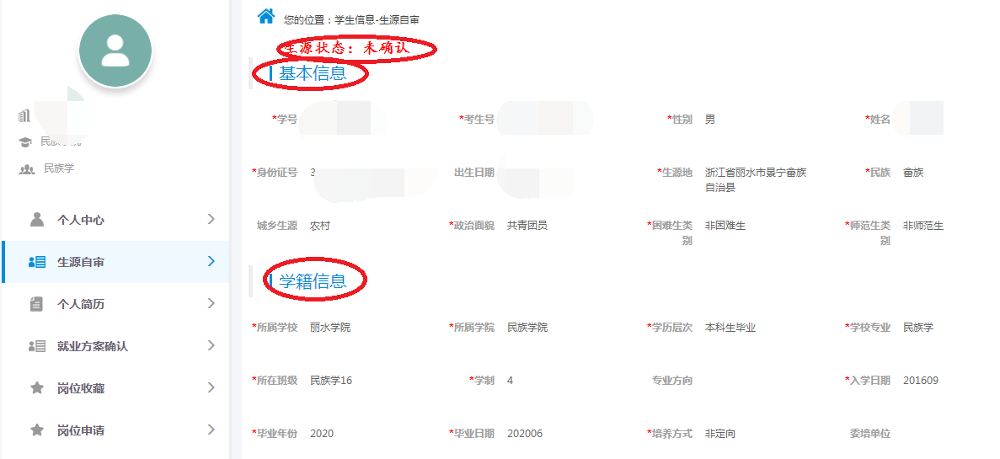 您的位置：学生信息-生源自审
生源状态：未确认
基本信息
*学号
*考生号
*性别 男
*姓名
*身份证号 3
出生日期
*生源地 浙江省丽水市景宁畲族
自治县
*民族 畲族
城乡生源 农村
*政治面貌 共青团员
*困难生类
别 非困难生
*师范生类
别 非师范生
学籍信息
*所属学校 丽水学院
*所属学院 民族学院
*学历层次 本科生毕业
*学校专业 民族学
*所在班级 民族学16
*学制 4
专业方向
*入学日期 201609
*毕业年份 2020
*毕业日期 202006
*培养方式 非定向
委培单位
民族学
个人中心
生源自审
个人简历
就业方案确认
岗位收藏
岗位申请